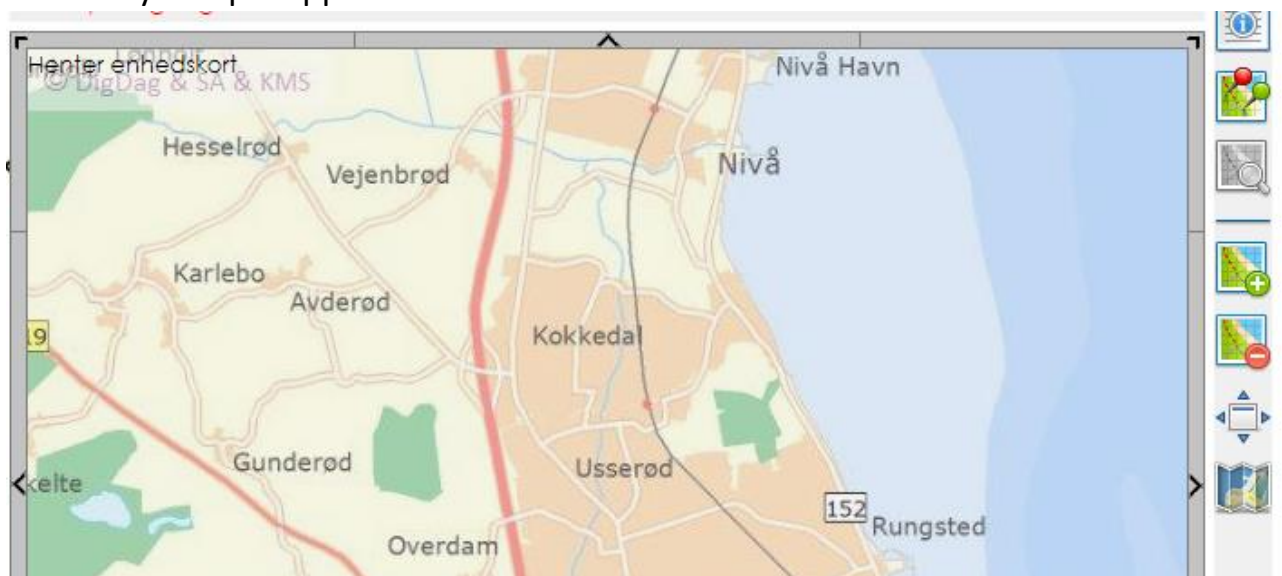 Henter enhedskort
© DigDag & SA & KMS
Nivå Havn
Hesselrød
Vejenbrød
Nivå
Karlebo
Avderød
19
Kokkedal
Gunderød
Usserød
kelte
152
Rungsted
Overdam